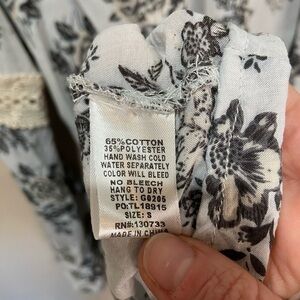 65%COTTON
35%POLYESTER
HAND WASH COLD
WATER SEPARATELY
COLOR WILL BLEED
NO BLEECH
HANG TO DRY
STYLE: G0205
PO:TL18915
SIZE: S
RN#:130733
MADE IN CHINA